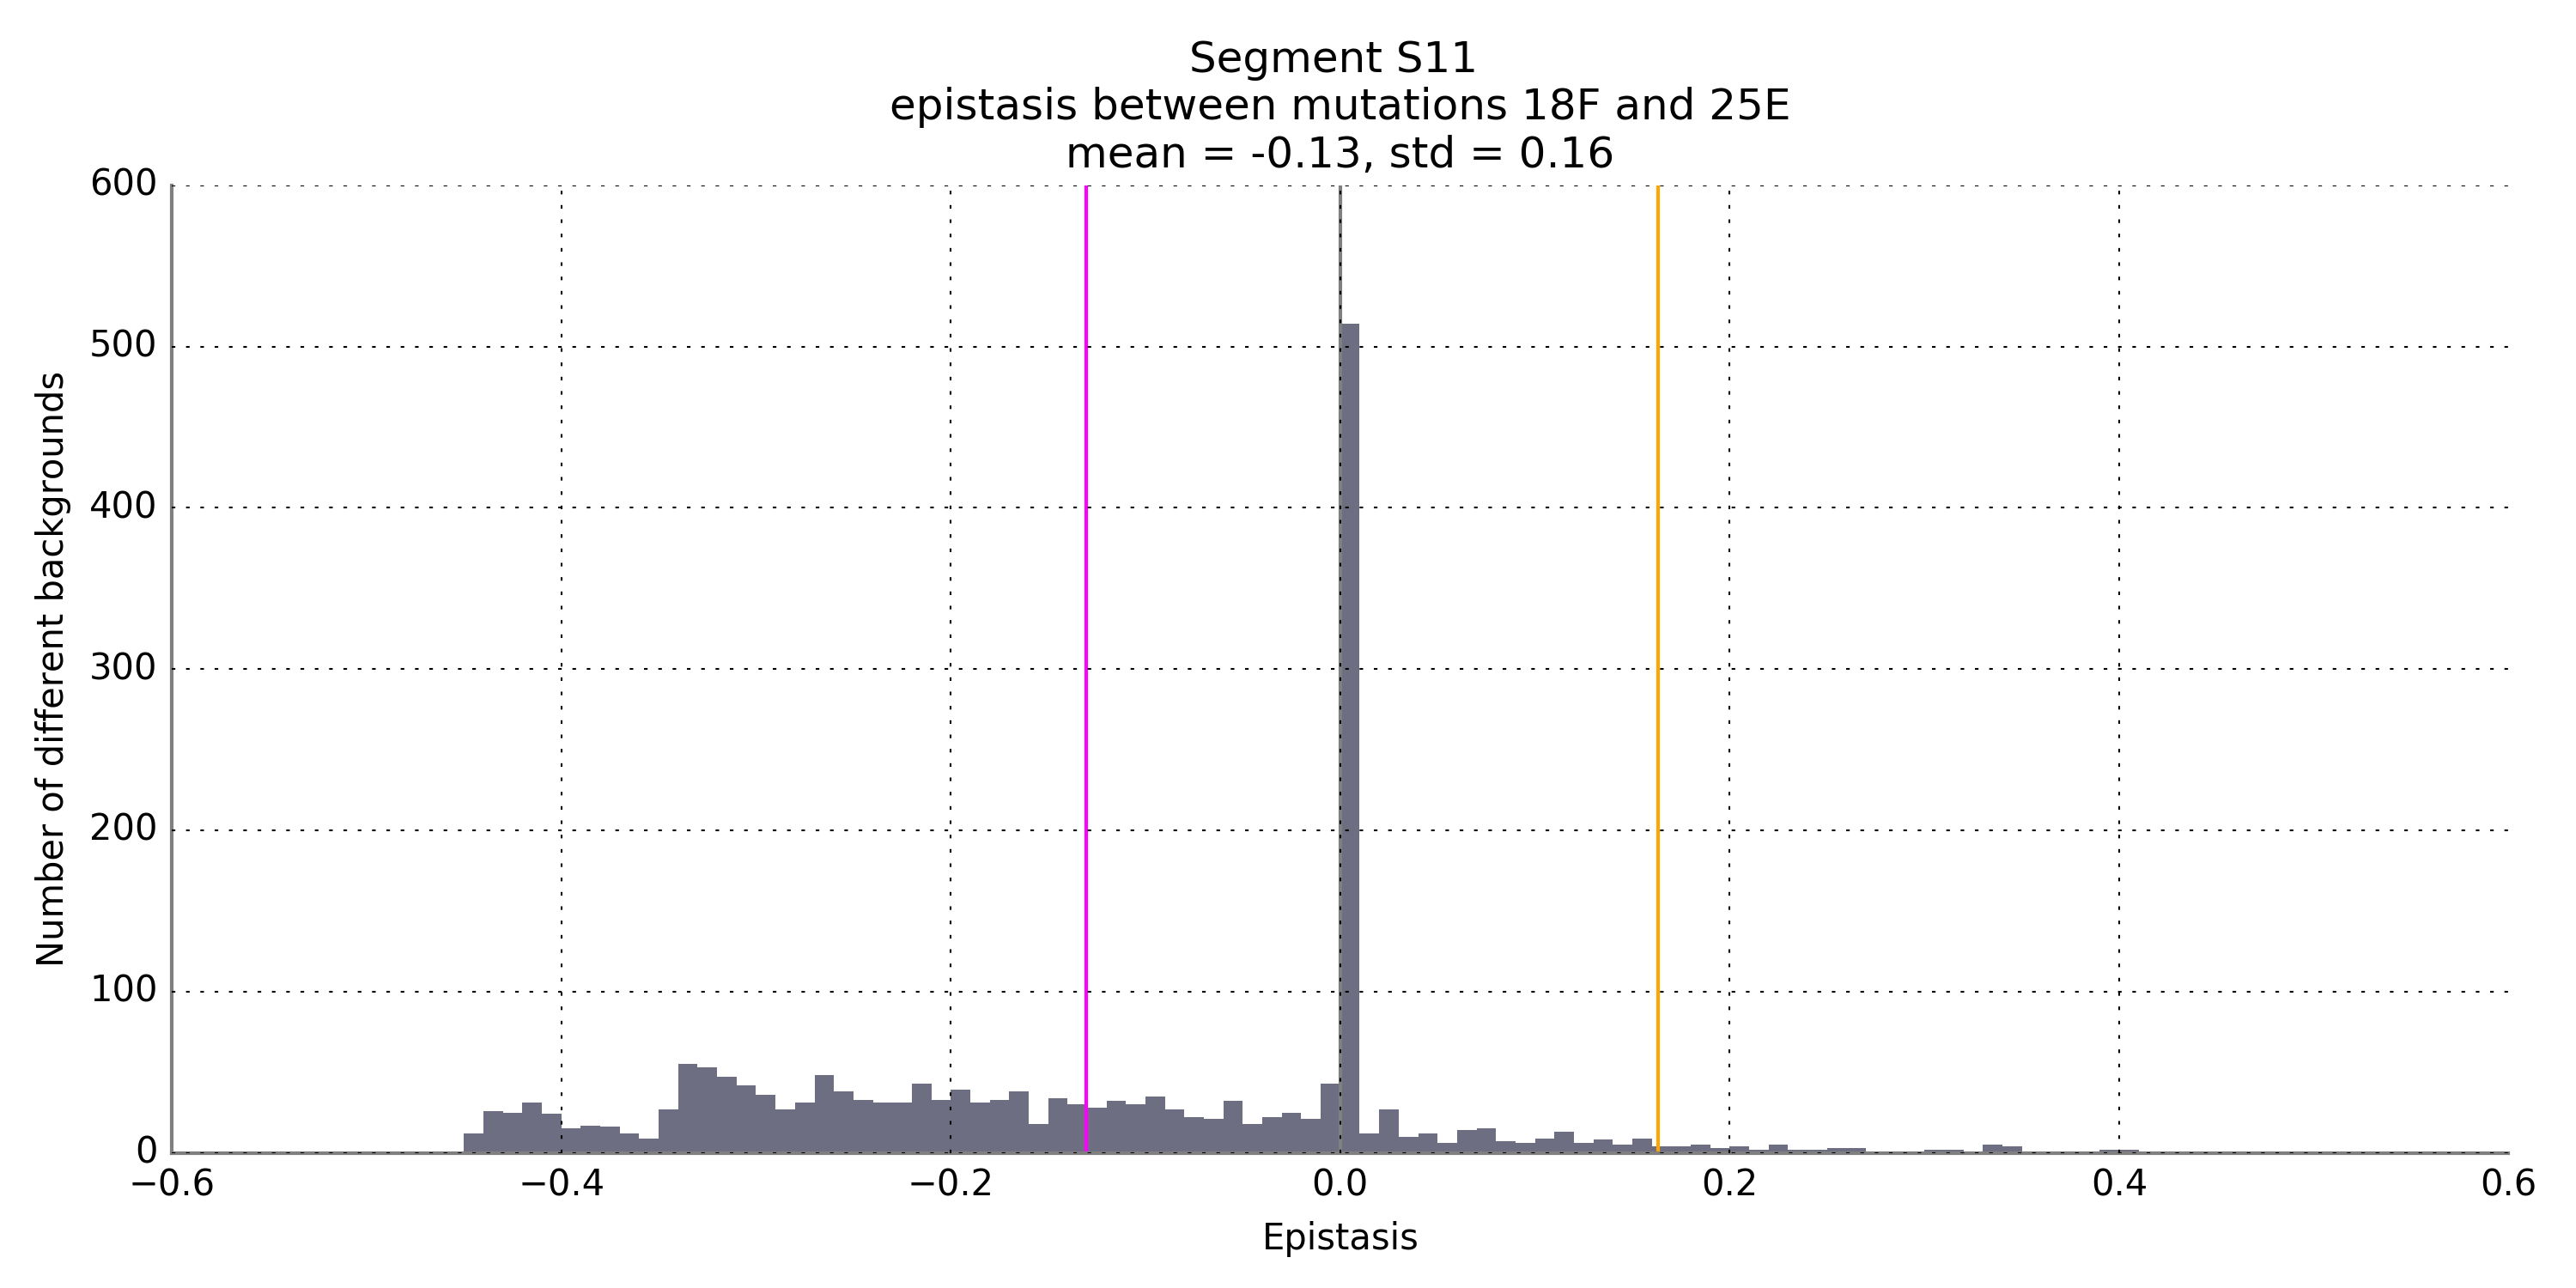 Segment S11
epistasis between mutations 18F and 25E
mean = -0.13, std = 0.16
600
500
400
300
200
100
0
Number of different backgrounds
−0.6 −0.4 −0.2 0.0 0.2 0.4 0.6
Epistasis